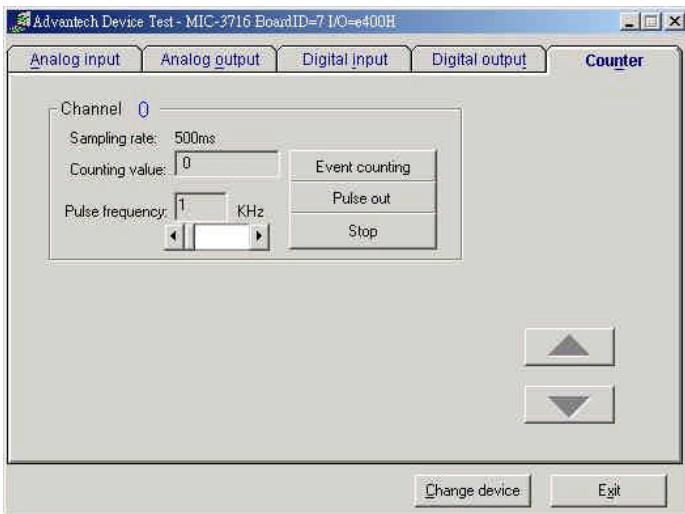 Advantech Device Test - MIC-3716 BoardID=7 I/O=e400H
Analog input Analog output Digital input Digital output Counter
Channel 0
Sampling rate: 500ms
Counting value: 0
Event counting
Pulse out
Pulse frequency: 1 KHz
Stop
Change device Exit